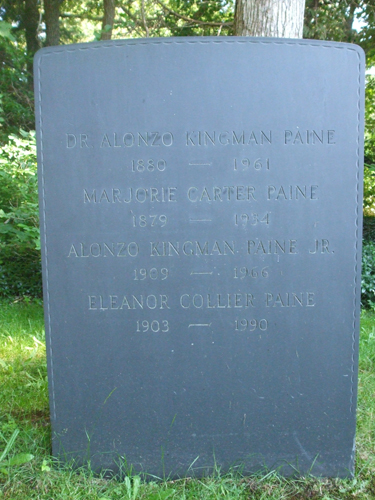 DR. ALONZO KINGMAN PAINE
1880 — 1961
MARJORIE CARTER PAINE
1879 — 1954
ALONZO KINGMAN PAINE JR.
1909 — 1966
ELEANOR COLLIER PAINE
1903 — 1990